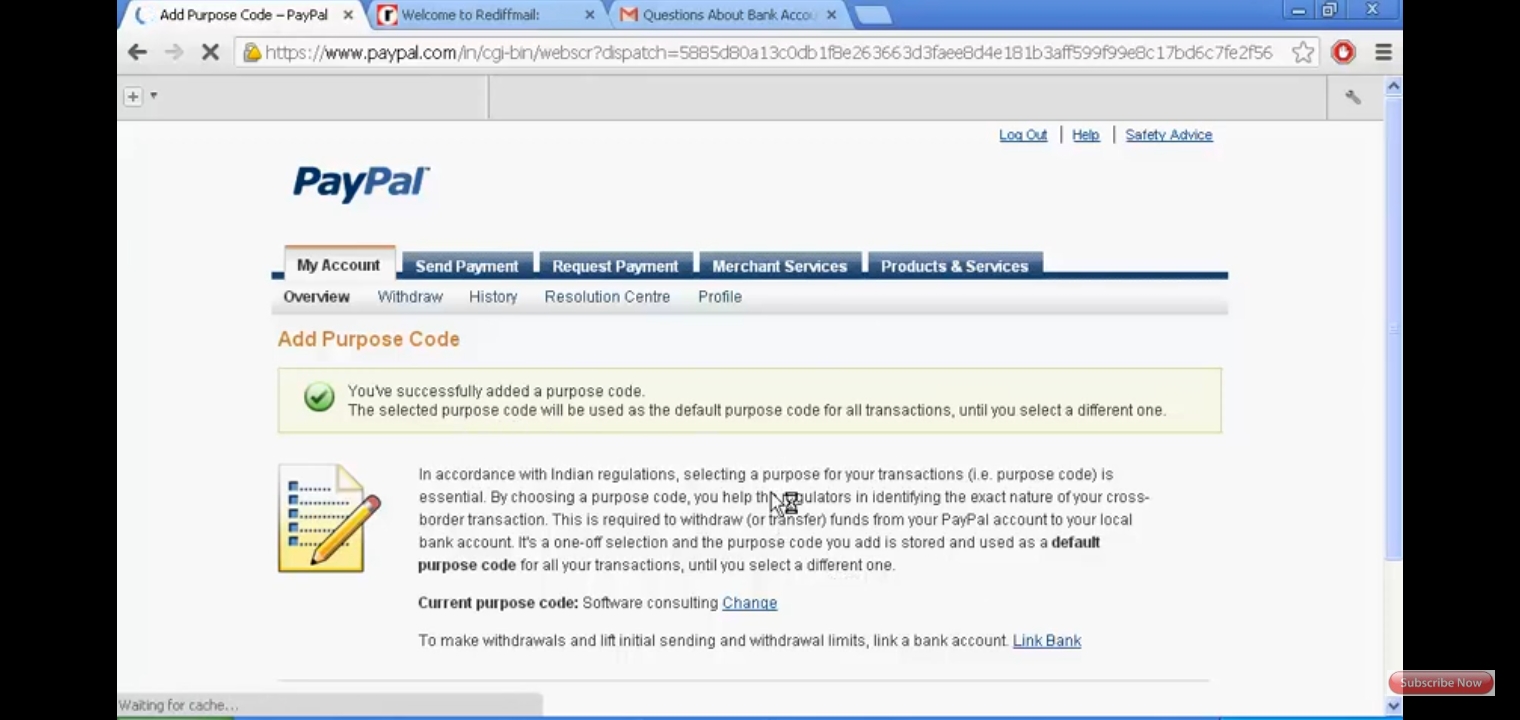 Add Purpose Code – PayPal
Welcome to Rediffmail:
Questions About Bank Accou
https://www.paypal.com/in/cgi-bin/webscr?dispatch=5885d80a13c0db1f8e263663d3faee8d4e181b3aff599f99e8c17bd6c7fe2f56
Log Out | Help | Safety Advice
PayPal™
My Account Send Payment Request Payment Merchant Services Products & Services
Overview Withdraw History Resolution Centre Profile
Add Purpose Code
You've successfully added a purpose code.
The selected purpose code will be used as the default purpose code for all transactions, until you select a different one.
In accordance with Indian regulations, selecting a purpose for your transactions (i.e. purpose code) is
essential. By choosing a purpose code, you help the regulators in identifying the exact nature of your cross-
border transaction. This is required to withdraw (or transfer) funds from your PayPal account to your local
bank account. It's a one-off selection and the purpose code you add is stored and used as a default
purpose code for all your transactions, until you select a different one.
Current purpose code: Software consulting Change
To make withdrawals and lift initial sending and withdrawal limits, link a bank account. Link Bank
Subscribe Now
Waiting for cache...